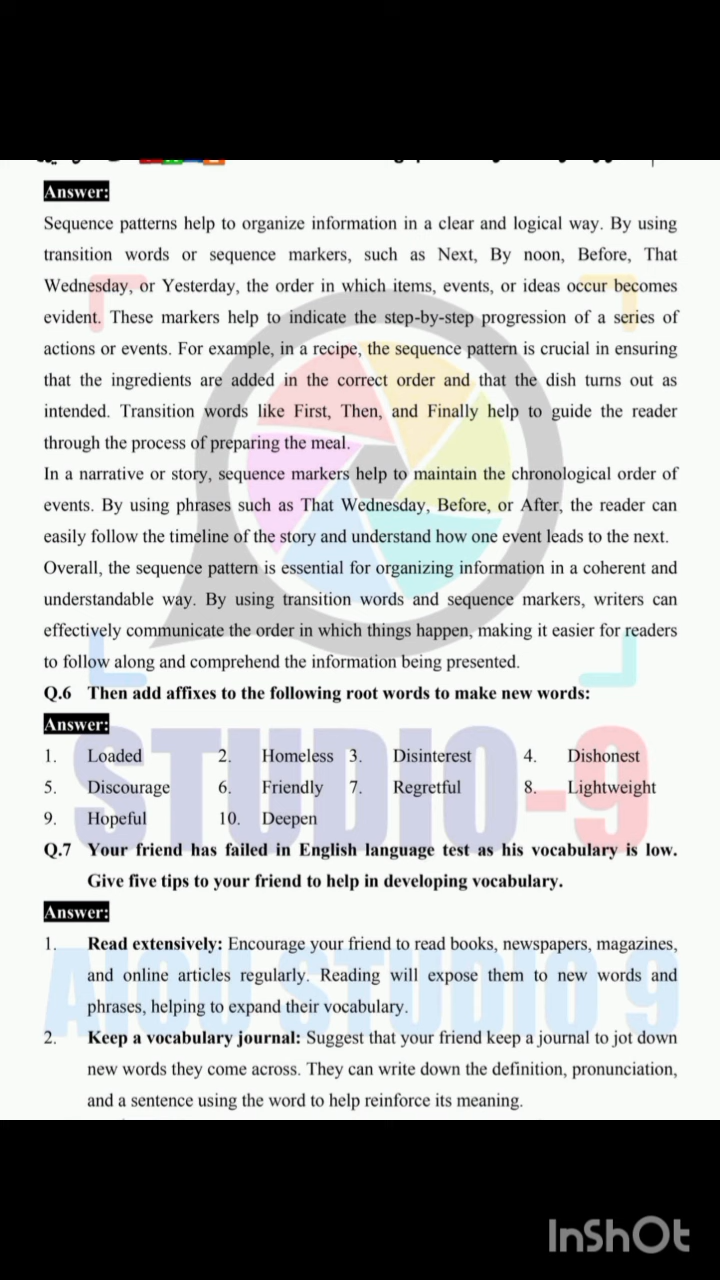 Answer:
Sequence patterns help to organize information in a clear and logical way. By using
transition words or sequence markers, such as Next, By noon, Before, That
Wednesday, or Yesterday, the order in which items, events, or ideas occur becomes
evident. These markers help to indicate the step-by-step progression of a series of
actions or events. For example, in a recipe, the sequence pattern is crucial in ensuring
that the ingredients are added in the correct order and that the dish turns out as
intended. Transition words like First, Then, and Finally help to guide the reader
through the process of preparing the meal.
In a narrative or story, sequence markers help to maintain the chronological order of
events. By using phrases such as That Wednesday, Before, or After, the reader can
easily follow the timeline of the story and understand how one event leads to the next.
Overall, the sequence pattern is essential for organizing information in a coherent and
understandable way. By using transition words and sequence markers, writers can
effectively communicate the order in which things happen, making it easier for readers
to follow along and comprehend the information being presented.
Q.6 Then add affixes to the following root words to make new words:
Answer:
1. Loaded 2. Homeless 3. Disinterest 4. Dishonest
5. Discourage 6. Friendly 7. Regretful 8. Lightweight
9. Hopeful 10. Deepen
STUDIO-9
Q.7 Your friend has failed in English language test as his vocabulary is low.
Give five tips to your friend to help in developing vocabulary.
Answer:
1. Read extensively: Encourage your friend to read books, newspapers, magazines,
and online articles regularly. Reading will expose them to new words and
phrases, helping to expand their vocabulary.
AIOU STUDIO 9
2. Keep a vocabulary journal: Suggest that your friend keep a journal to jot down
new words they come across. They can write down the definition, pronunciation,
and a sentence using the word to help reinforce its meaning.
InShOt